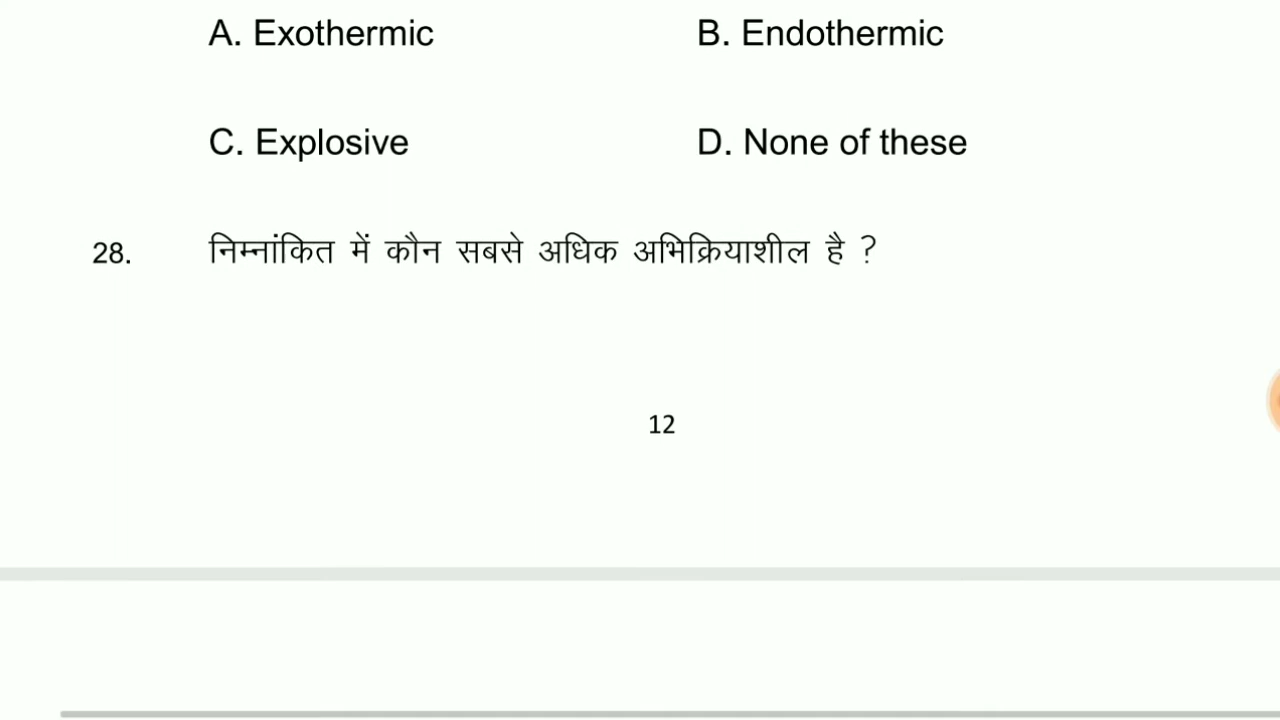 A. Exothermic B. Endothermic
C. Explosive D. None of these
28. निम्नांकित में कौन सबसे अधिक अभिक्रियाशील है ?
12